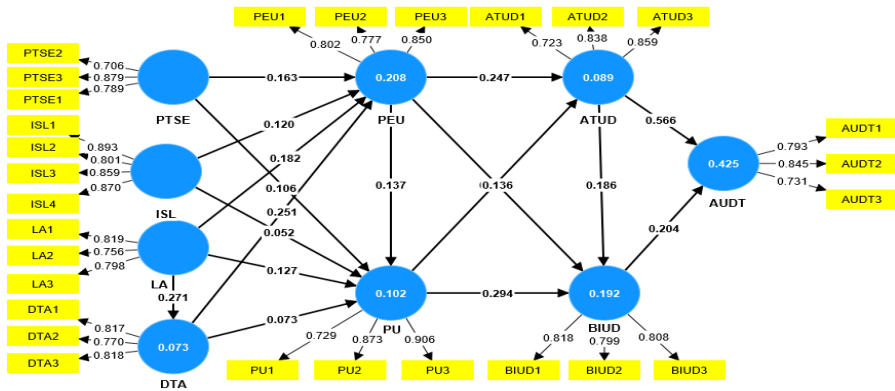 PEU1 PEU2 PEU3 ATUD1 ATUD2 ATUD3
0.802 0.777 0.850 0.723 0.838 0.859
PTSE2
PTSE3
PTSE1
0.706
0.879
0.789
PTSE
0.163
0.208
PEU
0.247
0.089
ATUD
ISL1
ISL2
ISL3
ISL4
0.893
0.801
0.859
0.870
ISL
0.120
0.182
0.106
0.251
0.052
0.137
0.136
0.186
0.566
0.425
AUDT
0.793 AUDT1
0.845 AUDT2
0.731 AUDT3
0.204
LA1
LA2
LA3
0.819
0.756
0.798
LA
0.271
0.127
0.073
0.102
PU
0.294
0.192
BIUD
DTA1
DTA2
DTA3
0.817
0.770
0.818
0.073
DTA
0.729 0.873 0.906 0.818 0.799 0.808
PU1 PU2 PU3 BIUD1 BIUD2 BIUD3